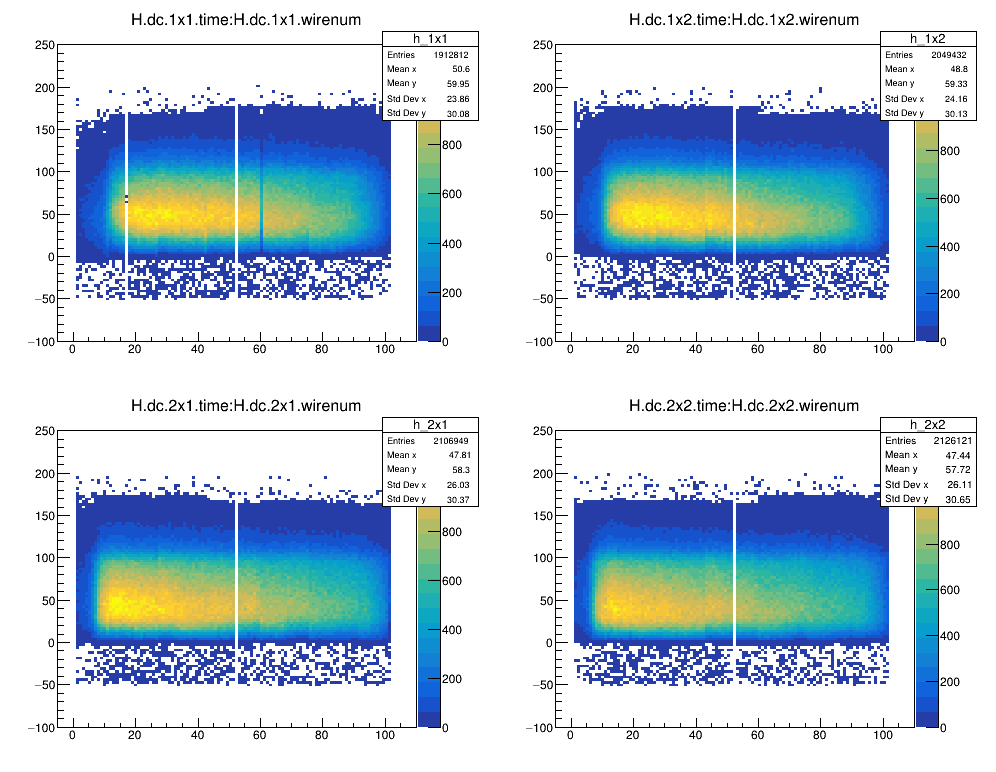 H.dc.1x1.time:H.dc.1x1.wirenum
h_1x1
Entries 1912812
Mean x 50.6
Mean y 59.95
Std Dev x 23.86
Std Dev y 30.08
250
200
150
100
50
0
−50
−100
0 20 40 60 80 100
800
600
400
200
0
H.dc.1x2.time:H.dc.1x2.wirenum
h_1x2
Entries 2049432
Mean x 48.8
Mean y 59.33
Std Dev x 24.16
Std Dev y 30.13
250
200
150
100
50
0
−50
−100
0 20 40 60 80 100
800
600
400
200
0
H.dc.2x1.time:H.dc.2x1.wirenum
h_2x1
Entries 2106949
Mean x 47.81
Mean y 58.3
Std Dev x 26.03
Std Dev y 30.37
250
200
150
100
50
0
−50
−100
0 20 40 60 80 100
800
600
400
200
0
H.dc.2x2.time:H.dc.2x2.wirenum
h_2x2
Entries 2126121
Mean x 47.44
Mean y 57.72
Std Dev x 26.11
Std Dev y 30.65
250
200
150
100
50
0
−50
−100
0 20 40 60 80 100
800
600
400
200
0